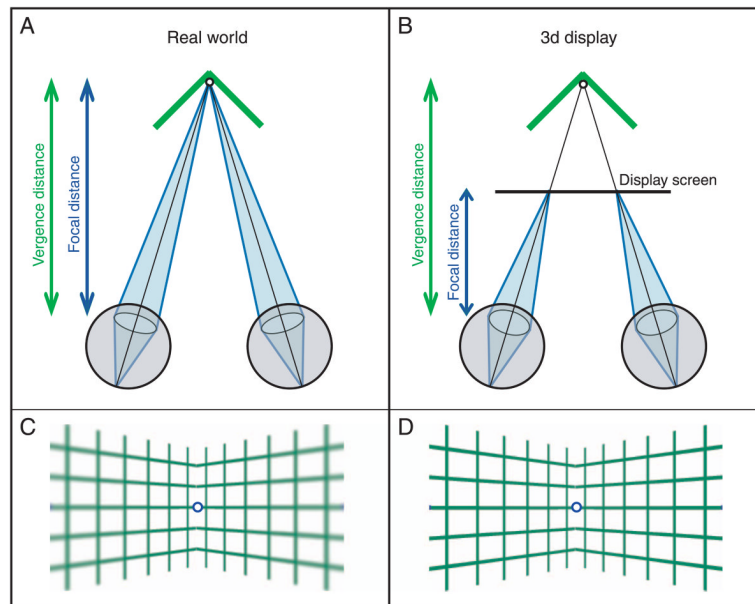 A
Real world
Vergence distance
Focal distance
B
3d display
Vergence distance
Focal distance
Display screen
C
D